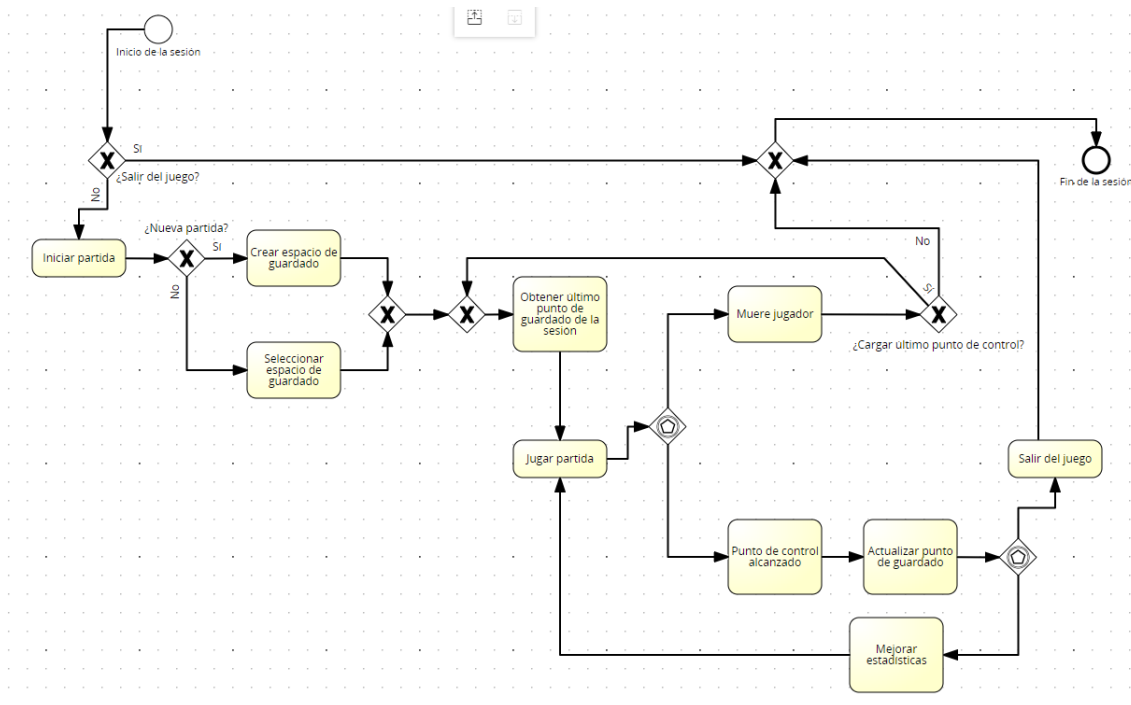 Inicio de la sesión
Si
¿Salir del juego?
No
Fin de la sesión
¿Nueva partida?
Si
Iniciar partida
No
Crear espacio de
guardado
Seleccionar
espacio de
guardado
Obtener último
punto de
guardado de la
sesión
Muere jugador
No
Sí
¿Cargar último punto de control?
Jugar partida
Salir del juego
Punto de control
alcanzado
Actualizar punto
de guardado
Mejorar
estadísticas